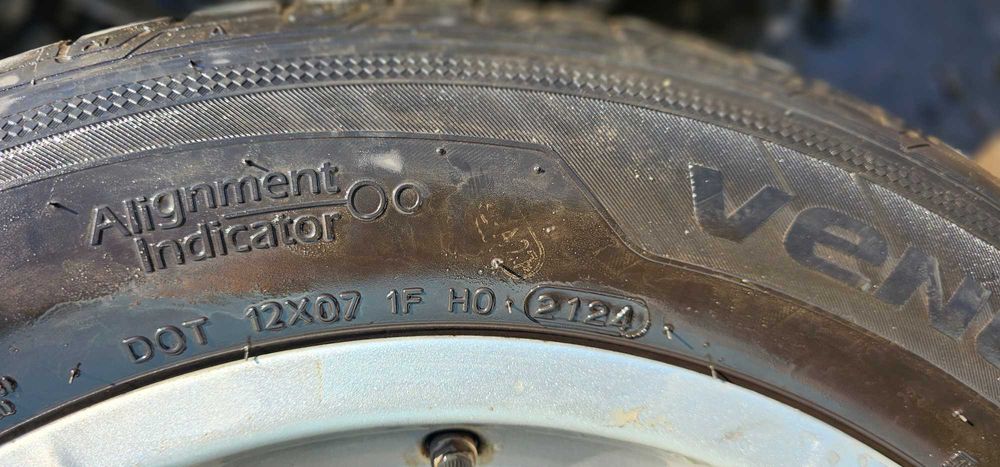 Alignment
Indicator
Ven
DOT 12X07 1F H0 2124